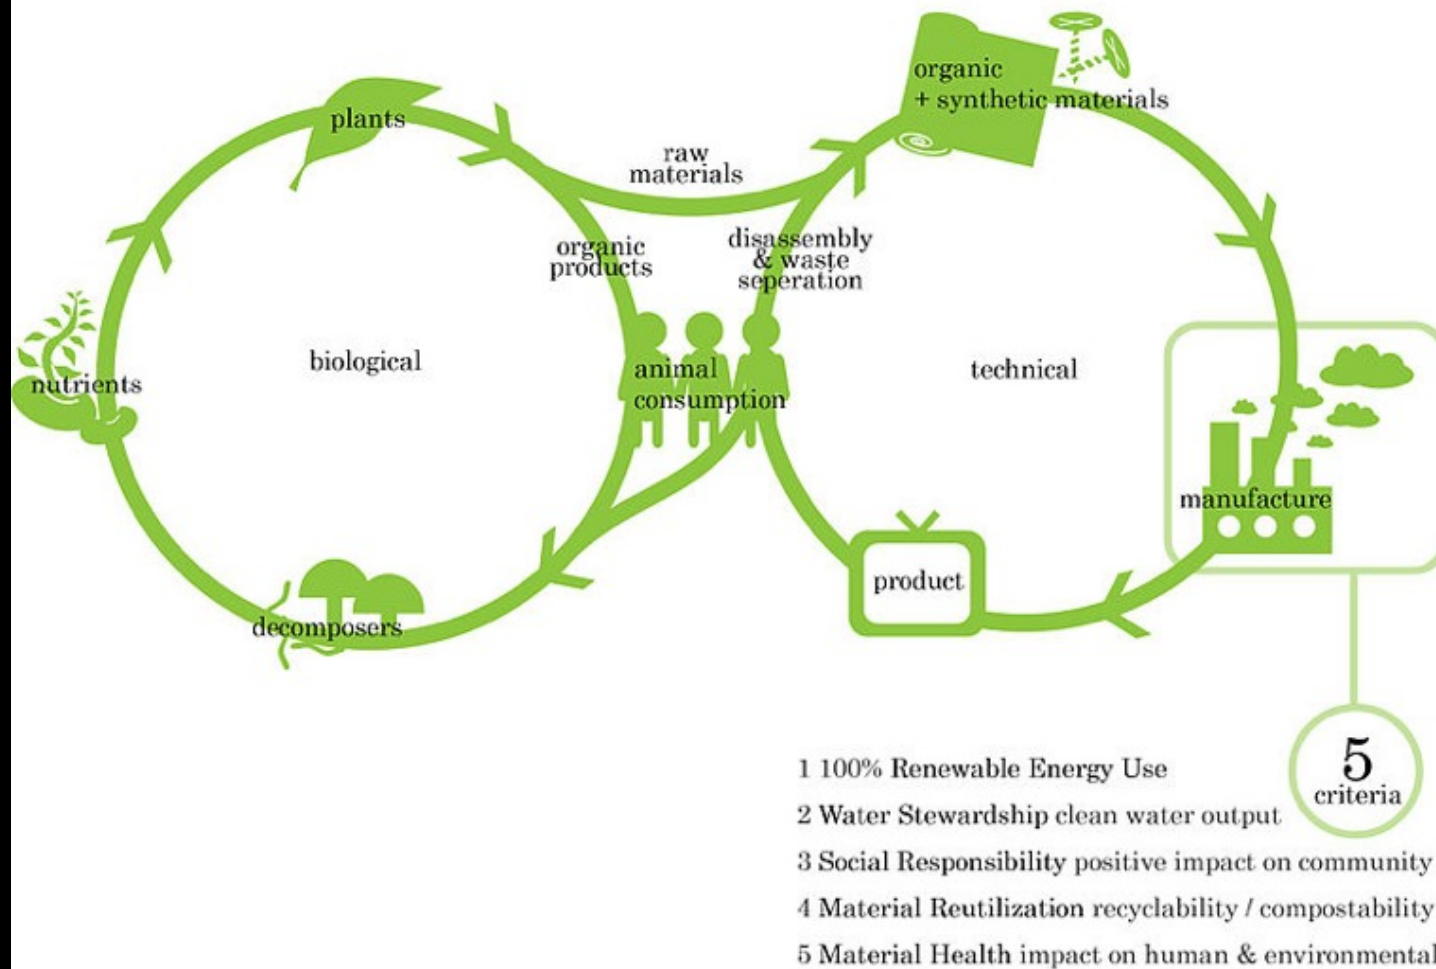 organic
+ synthetic materials
plants
raw
materials
organic
products
disassembly
& waste
seperation
biological
animal
consumption
technical
nutrients
manufacture
product
decomposers
5
criteria
1 100% Renewable Energy Use
2 Water Stewardship clean water output
3 Social Responsibility positive impact on community
4 Material Reutilization recyclability / compostability
5 Material Health impact on human & environmental